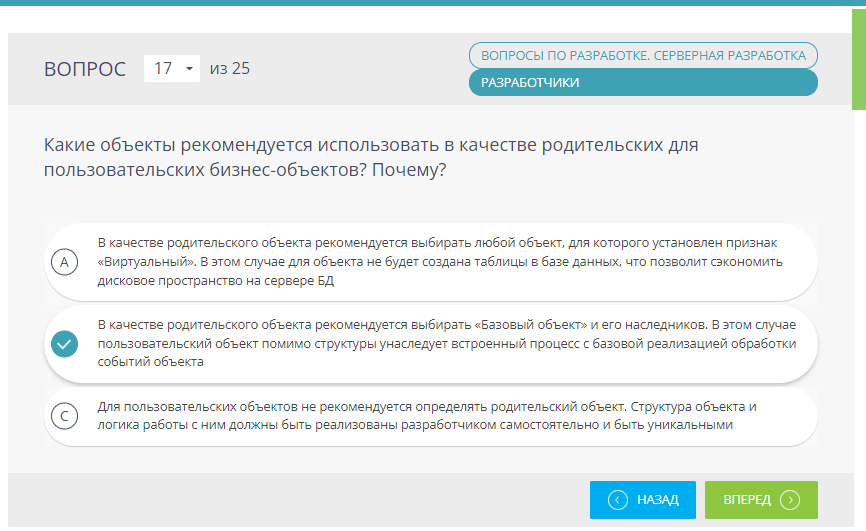 ВОПРОС 17 из 25
ВОПРОСЫ ПО РАЗРАБОТКЕ. СЕРВЕРНАЯ РАЗРАБОТКА
РАЗРАБОТЧИКИ
Какие объекты рекомендуется использовать в качестве родительских для
пользовательских бизнес-объектов? Почему?
A
В качестве родительского объекта рекомендуется выбирать любой объект, для которого установлен признак
«Виртуальный». В этом случае для объекта не будет создана таблицы в базе данных, что позволит сэкономить
дисковое пространство на сервере БД
В качестве родительского объекта рекомендуется выбирать «Базовый объект» и его наследников. В этом случае
пользовательский объект помимо структуры унаследует встроенный процесс с базовой реализацией обработки
событий объекта
C
Для пользовательских объектов не рекомендуется определять родительский объект. Структура объекта и
логика работы с ним должны быть реализованы разработчиком самостоятельно и быть уникальными
НАЗАД
ВПЕРЕД